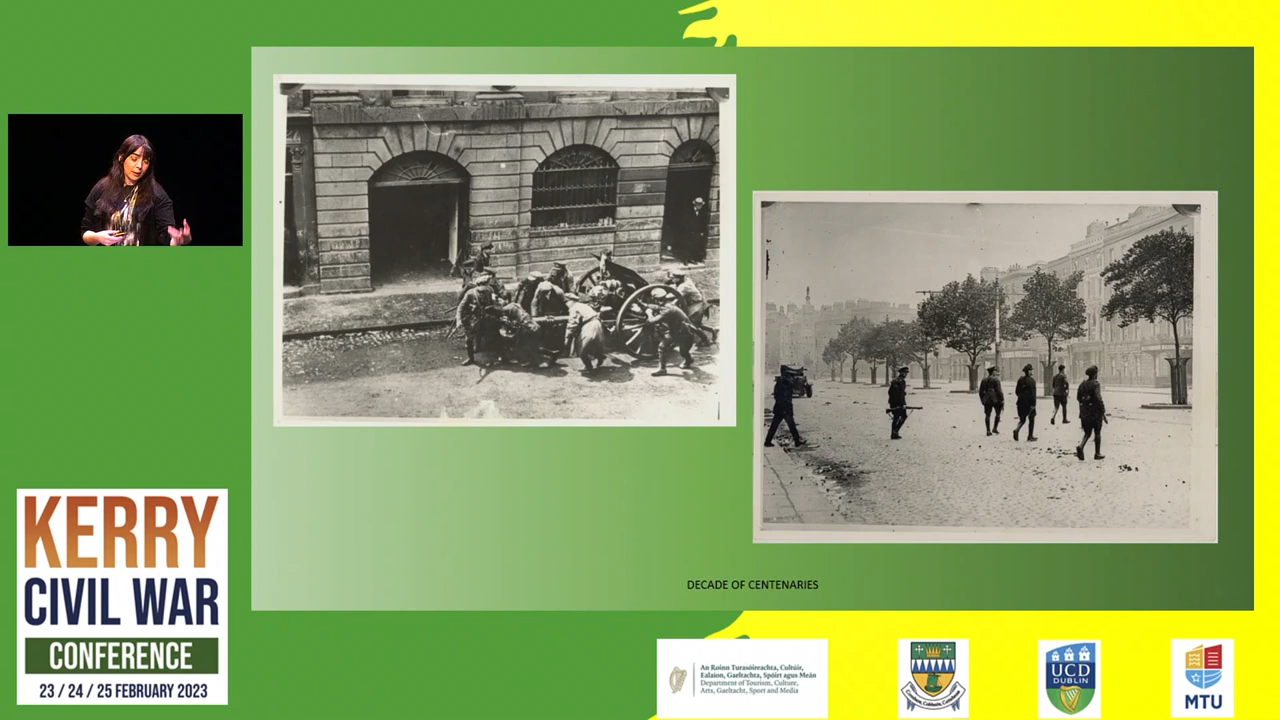 DECADE OF CENTENARIES
KERRY
CIVIL WAR
CONFERENCE
23 / 24 / 25 FEBRUARY 2023
An Roinn Turasóireachta, Cultúir,
Ealaíon, Gaeltachta, Spóirt agus Meán
Department of Tourism, Culture,
Arts, Gaeltacht, Sport and Media
UCD
DUBLIN
MTU